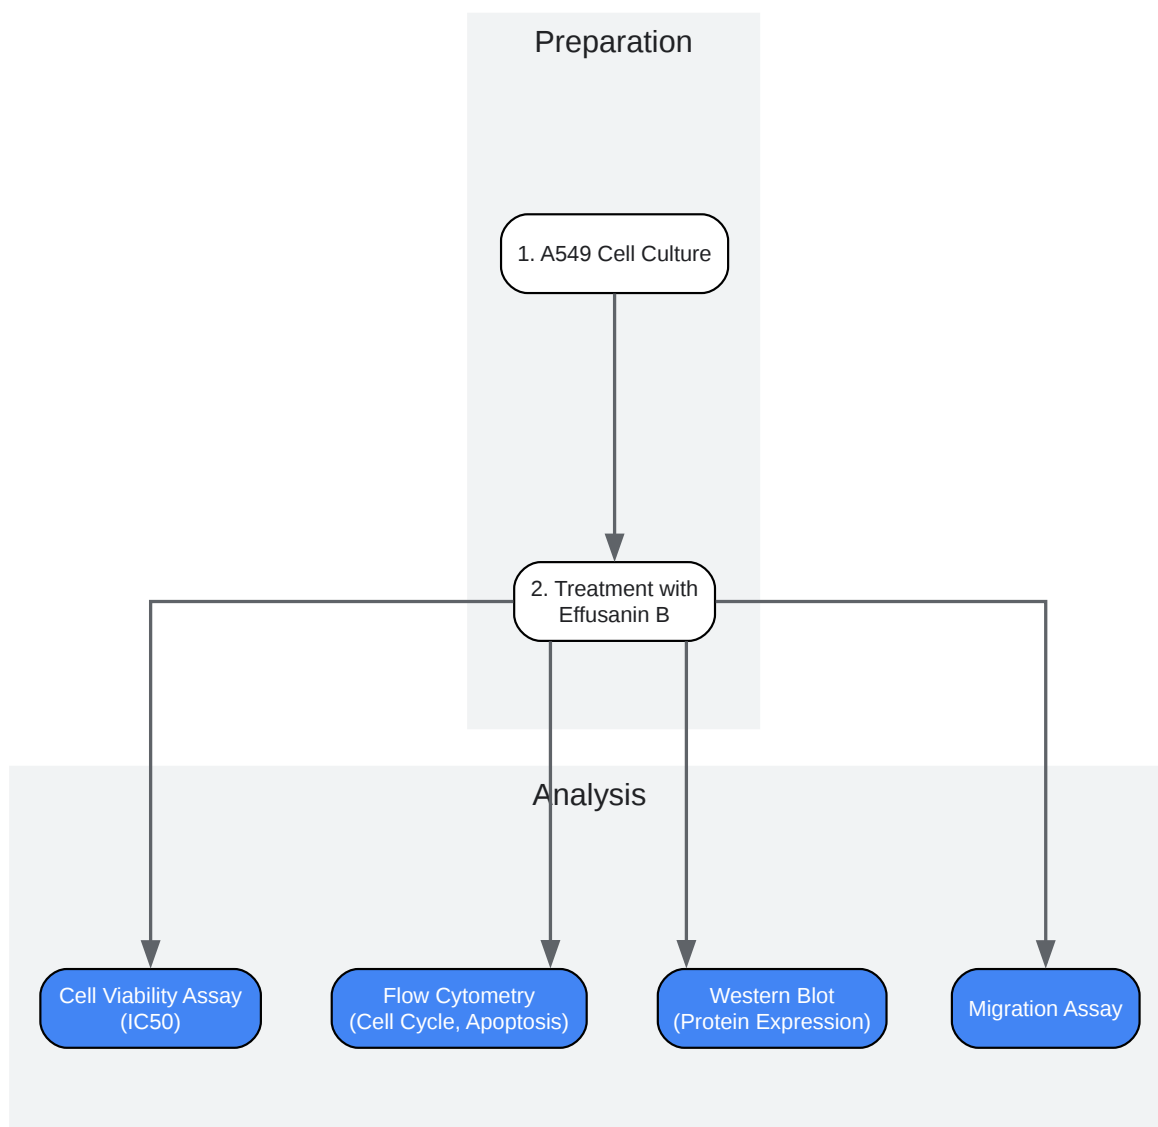 Preparation
1. A549 Cell Culture
2. Treatment with
Effusanin B
Analysis
Cell Viability Assay
(IC50)
Flow Cytometry
(Cell Cycle, Apoptosis)
Western Blot
(Protein Expression)
Migration Assay